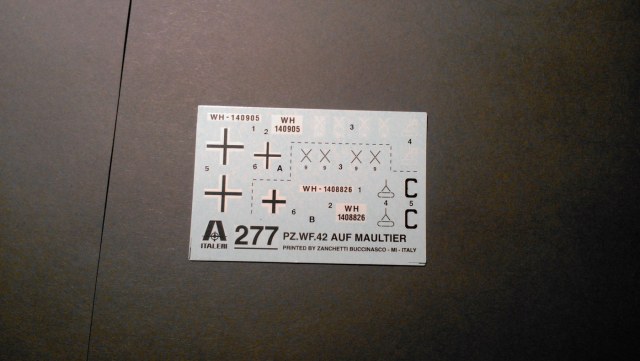 WH-140905
1
2
WH
140905
3
4
5
6
A
3
WH-1408826
1
2
WH
1408826
4
C
5
C
6
B
ITALERI
277
PZ.WF.42 AUF MAULTIER
PRINTED BY ZANCHETTI BUCCINASCO - MI - ITALY